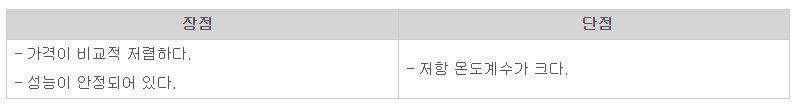 장점
단점
- 가격이 비교적 저렴하다.
- 성능이 안정되어 있다.
- 저항 온도계수가 크다.